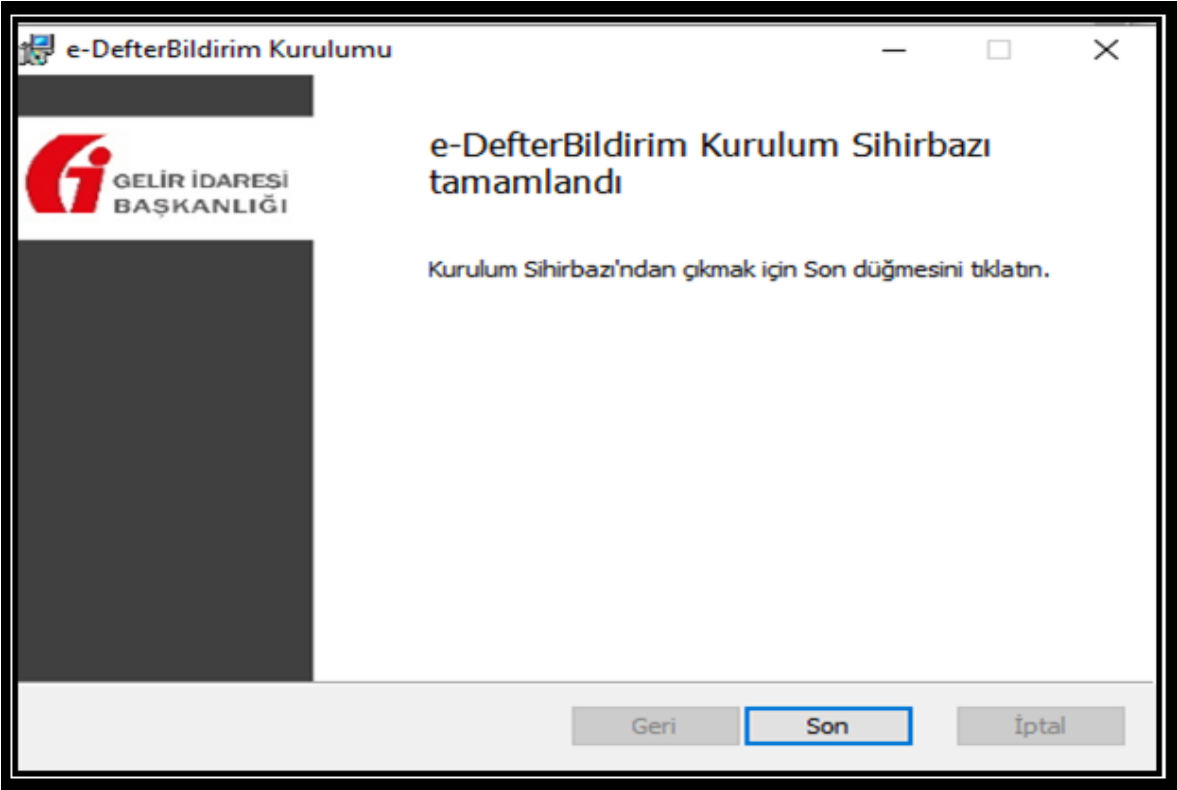 e-DefterBildirim Kurulumu
GELİR İDARESİ
BAŞKANLIĞI
e-DefterBildirim Kurulum Sihirbazı
tamamlandı
Kurulum Sihirbazı'ndan çıkmak için Son düğmesini tıklatın.
Geri
Son
İptal